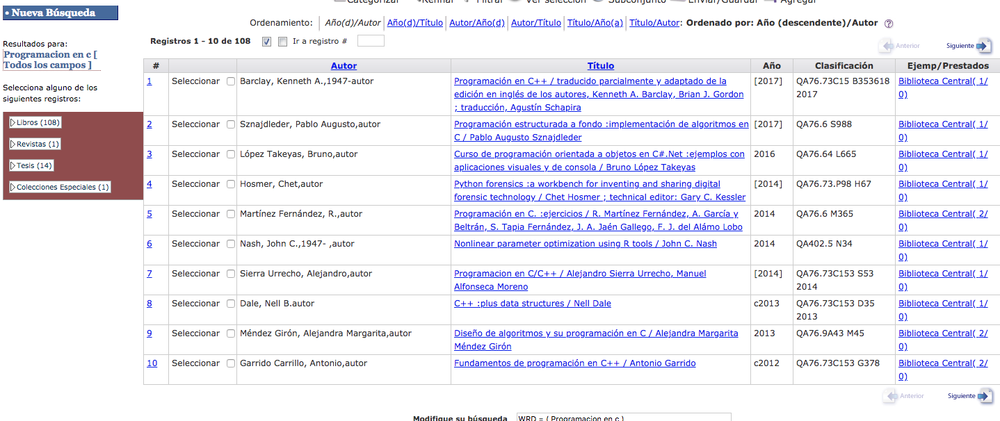 Categorizar Refinar Filtrar Ver selección Subconjunto Enviar/Guardar Agregar
• Nueva Búsqueda
Ordenamiento: Año(d)/Autor Año(d)/Título Autor/Año(d) Autor/Título Título/Año(a) Título/Autor: Ordenado por: Año (descendente)/Autor ?
Registros 1 - 10 de 108 Ir a registro #
Anterior Siguiente
Resultados para:
Programacion en c [
Todos los campos ]
Selecciona alguno de los
siguientes registros:
Libros (108)
Revistas (1)
Tesis (14)
Colecciones Especiales (1)
# Autor Título Año Clasificación Ejemp/Prestados
1 Seleccionar Barclay, Kenneth A.,1947-autor Programación en C++ / traducido parcialmente y adaptado de la [2017] QA76.73C15 B353618 Biblioteca Central( 1/
edición en inglés de los autores, Kenneth A. Barclay, Brian J. Gordon 2017 0)
; traducción, Agustín Schapira
2 Seleccionar Sznajdleder, Pablo Augusto,autor Programación estructurada a fondo :implementación de algoritmos en [2017] QA76.6 S988 Biblioteca Central( 1/
C / Pablo Augusto Sznajdleder 0)
3 Seleccionar López Takeyas, Bruno,autor Curso de programación orientada a objetos en C#.Net :ejemplos con 2016 QA76.64 L665 Biblioteca Central( 1/
aplicaciones visuales y de consola / Bruno López Takeyas 0)
4 Seleccionar Hosmer, Chet,autor Python forensics :a workbench for inventing and sharing digital [2014] QA76.73.P98 H67 Biblioteca Central( 1/
forensic technology / Chet Hosmer ; technical editor: Gary C. Kessler 0)
5 Seleccionar Martínez Fernández, R.,autor Programación en C. :ejercicios / R. Martínez Fernández, A. García y 2014 QA76.6 M365 Biblioteca Central( 2/
Beltrán, S. Tapia Fernández, J. A. Jaén Gallego, F. J. del Alámo Lobo 0)
6 Seleccionar Nash, John C.,1947- ,autor Nonlinear parameter optimization using R tools / John C. Nash 2014 QA402.5 N34 Biblioteca Central( 1/
0)
7 Seleccionar Sierra Urrecho, Alejandro,autor Programacion en C/C++ / Alejandro Sierra Urrecho, Manuel [2014] QA76.73C153 S53 Biblioteca Central( 1/
Alfonseca Moreno 2014 0)
8 Seleccionar Dale, Nell B.autor C++ :plus data structures / Nell Dale c2013 QA76.73C153 D35 Biblioteca Central( 1/
2013 0)
9 Seleccionar Méndez Girón, Alejandra Margarita,autor Diseño de algoritmos y su programación en C / Alejandra Margarita 2013 QA76.9A43 M45 Biblioteca Central( 2/
Méndez Girón 0)
10 Seleccionar Garrido Carrillo, Antonio,autor Fundamentos de programación en C++ / Antonio Garrido c2012 QA76.73C153 G378 Biblioteca Central( 2/
0)
Anterior Siguiente
Modifique su búsqueda WRD = ( Programacion en c )